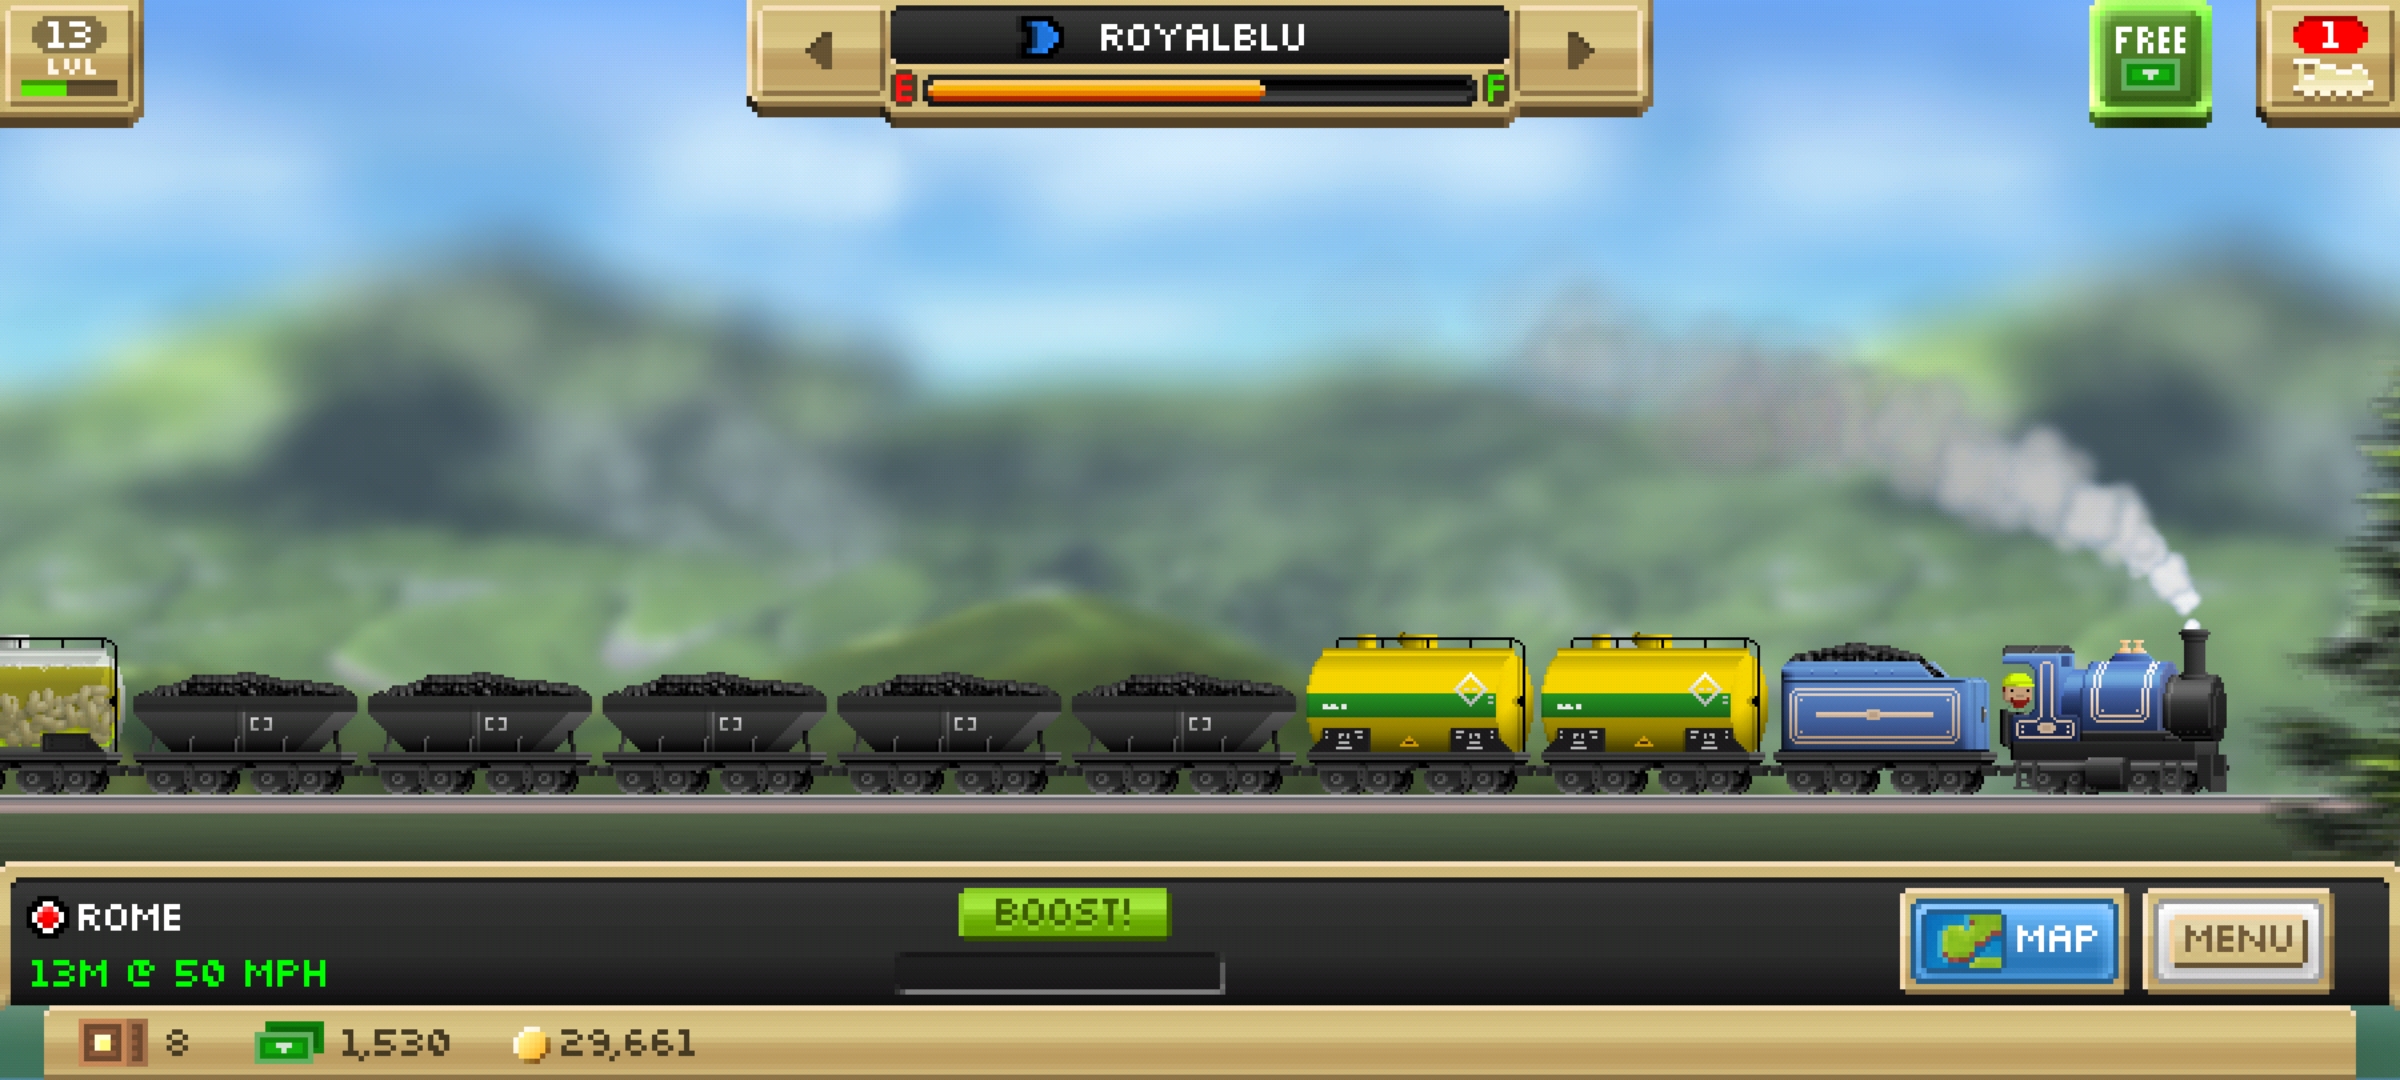 13
LVL
ROYALBLU
E
F
FREE
1
ROME
13M @ 50 MPH
BOOST!
MAP
MENU
8
1,530
29,661